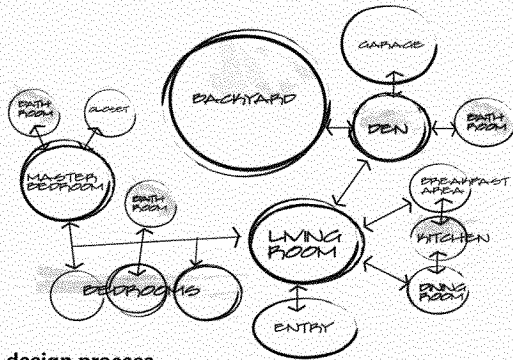 GARAGE
BACKYARD
BATH
ROOM
CLOSET
DEN
BATH
ROOM
MASTER
BEDROOM
BATH
ROOM
BREAKFAST
AREA
LIVING
ROOM
KITCHEN
BEDROOMS
DINING
ROOM
ENTRY
design process